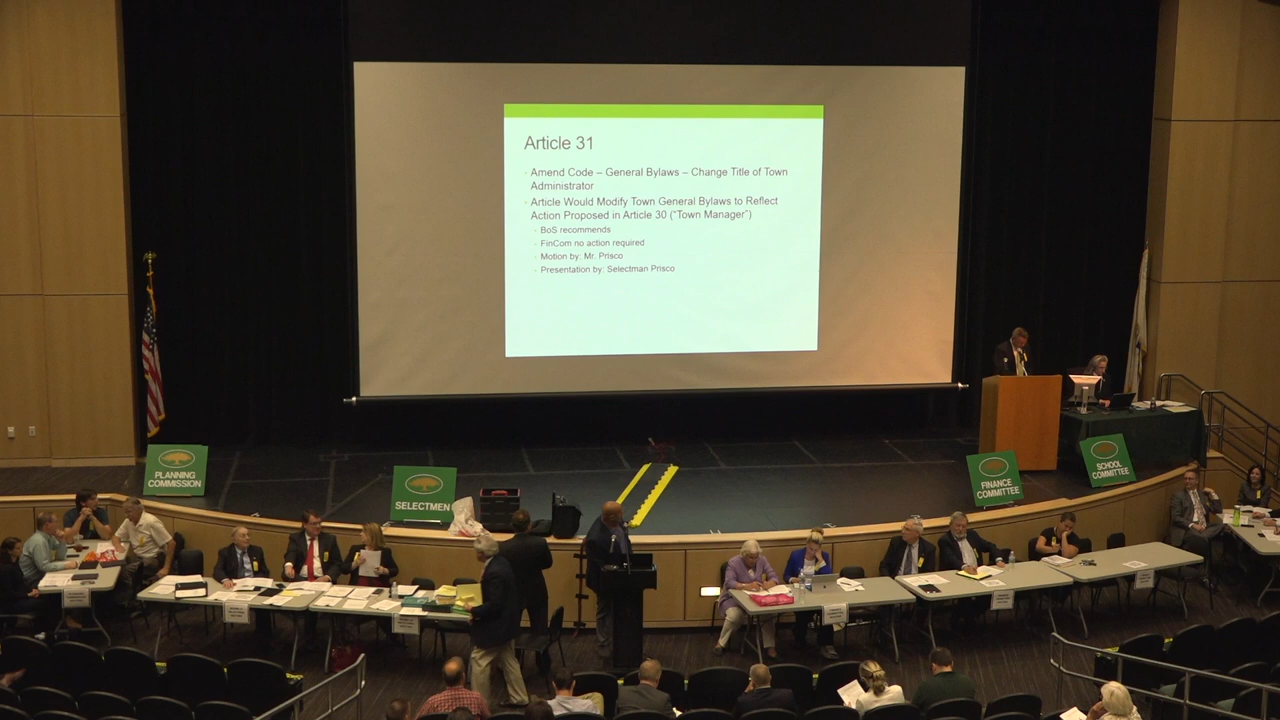 Article 31
· Amend Code – General Bylaws – Change Title of Town
Administrator
· Article Would Modify Town General Bylaws to Reflect
Action Proposed in Article 30 ("Town Manager")
· BoS recommends
· FinCom no action required
· Motion by: Mr. Prisco
· Presentation by: Selectman Prisco
PLANNING
COMMISSION
SELECTMEN
FINANCE
COMMITTEE
SCHOOL
COMMITTEE